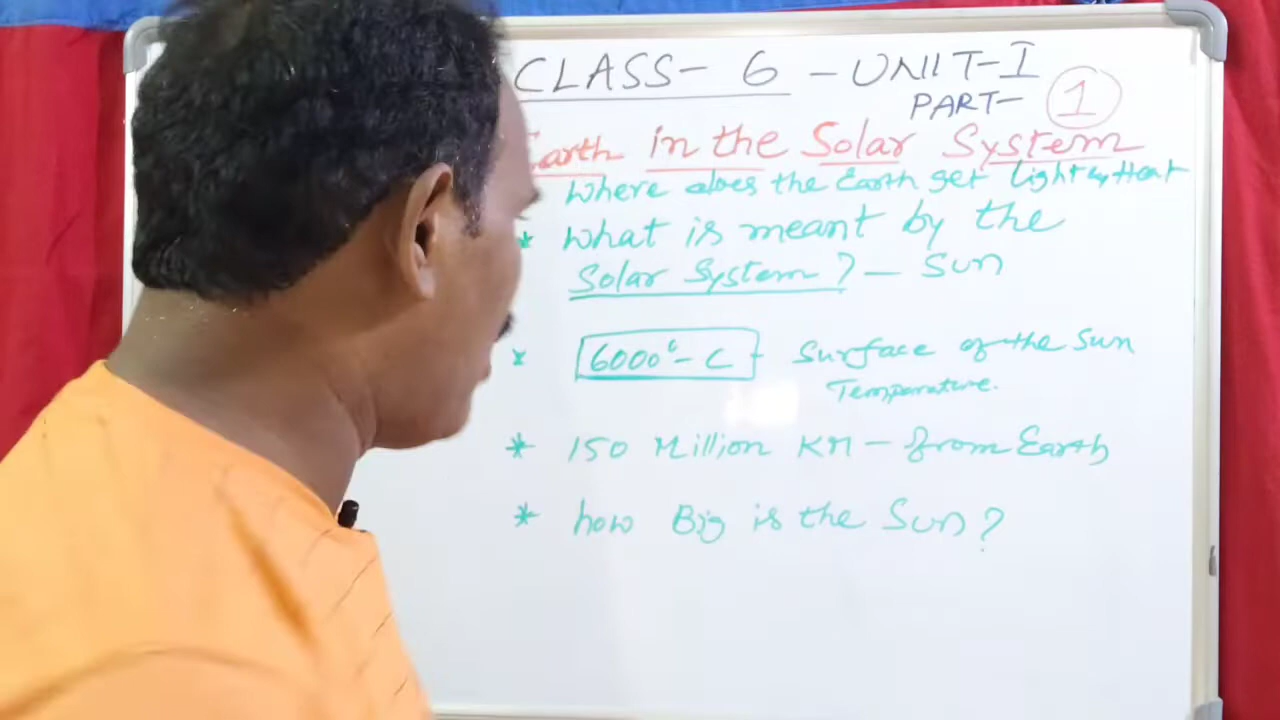 CLASS- 6 - UNIT-I
PART- 1
Earth in the Solar System
Where does the Earth get light & Heat
* What is meant by the
Solar System? - Sun
* 6000°-C - Surface of the Sun
Temparature.
* 150 Million KM - from Earth
* how Big is the Sun?